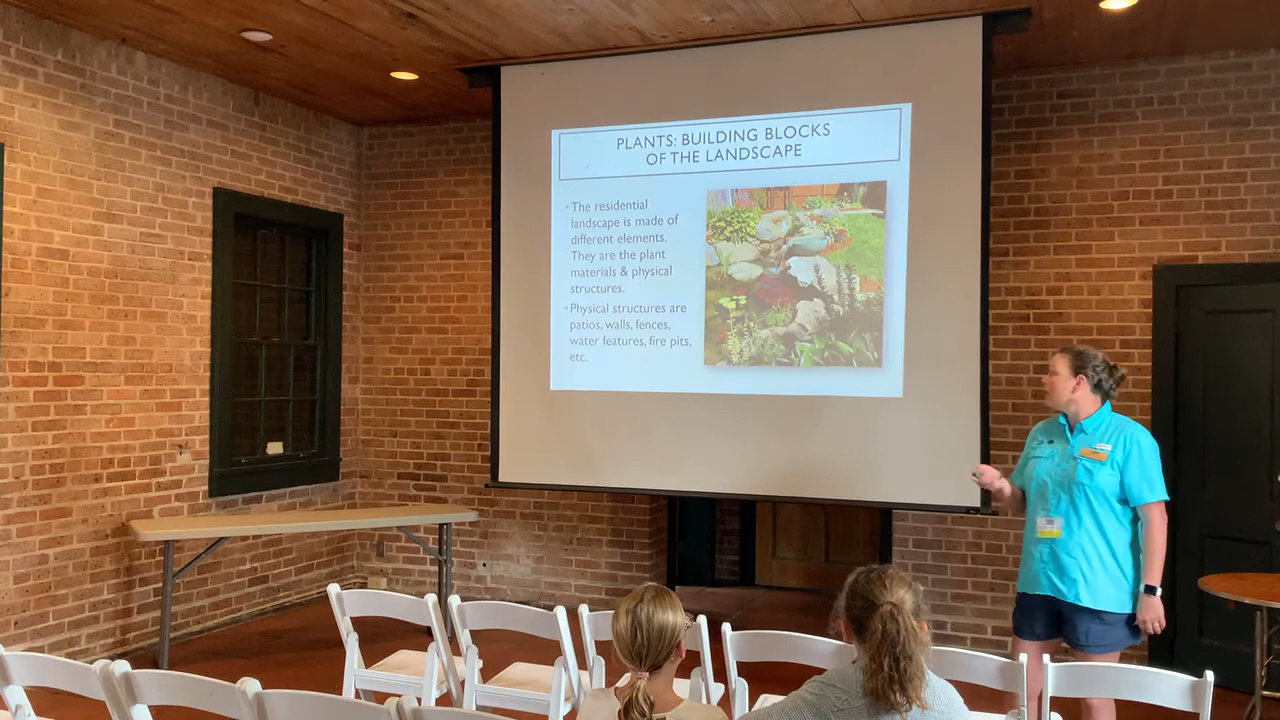 PLANTS: BUILDING BLOCKS
OF THE LANDSCAPE
• The residential
landscape is made of
different elements.
They are the plant
materials & physical
structures.
• Physical structures are
patios, walls, fences,
water features, fire pits,
etc.